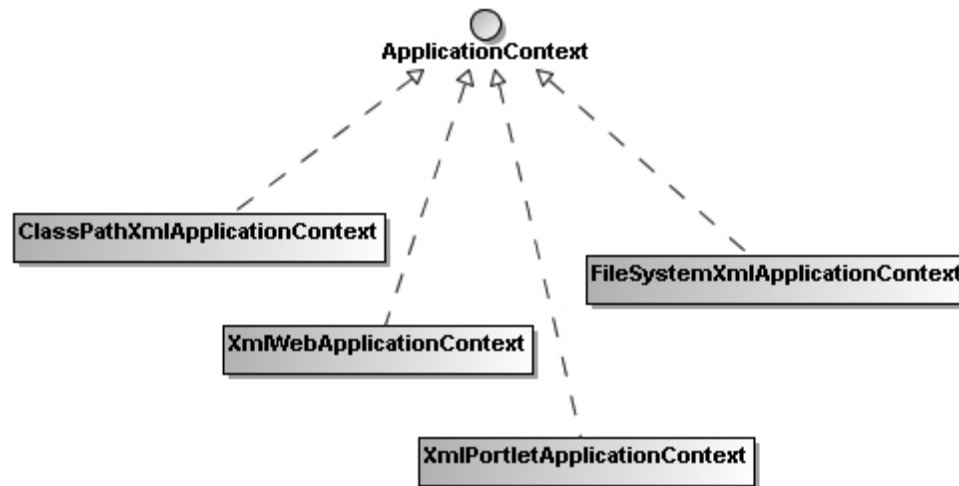 ApplicationContext
ClassPathXmlApplicationContext
FileSystemXmlApplicationContext
XmlWebApplicationContext
XmlPortletApplicationContext